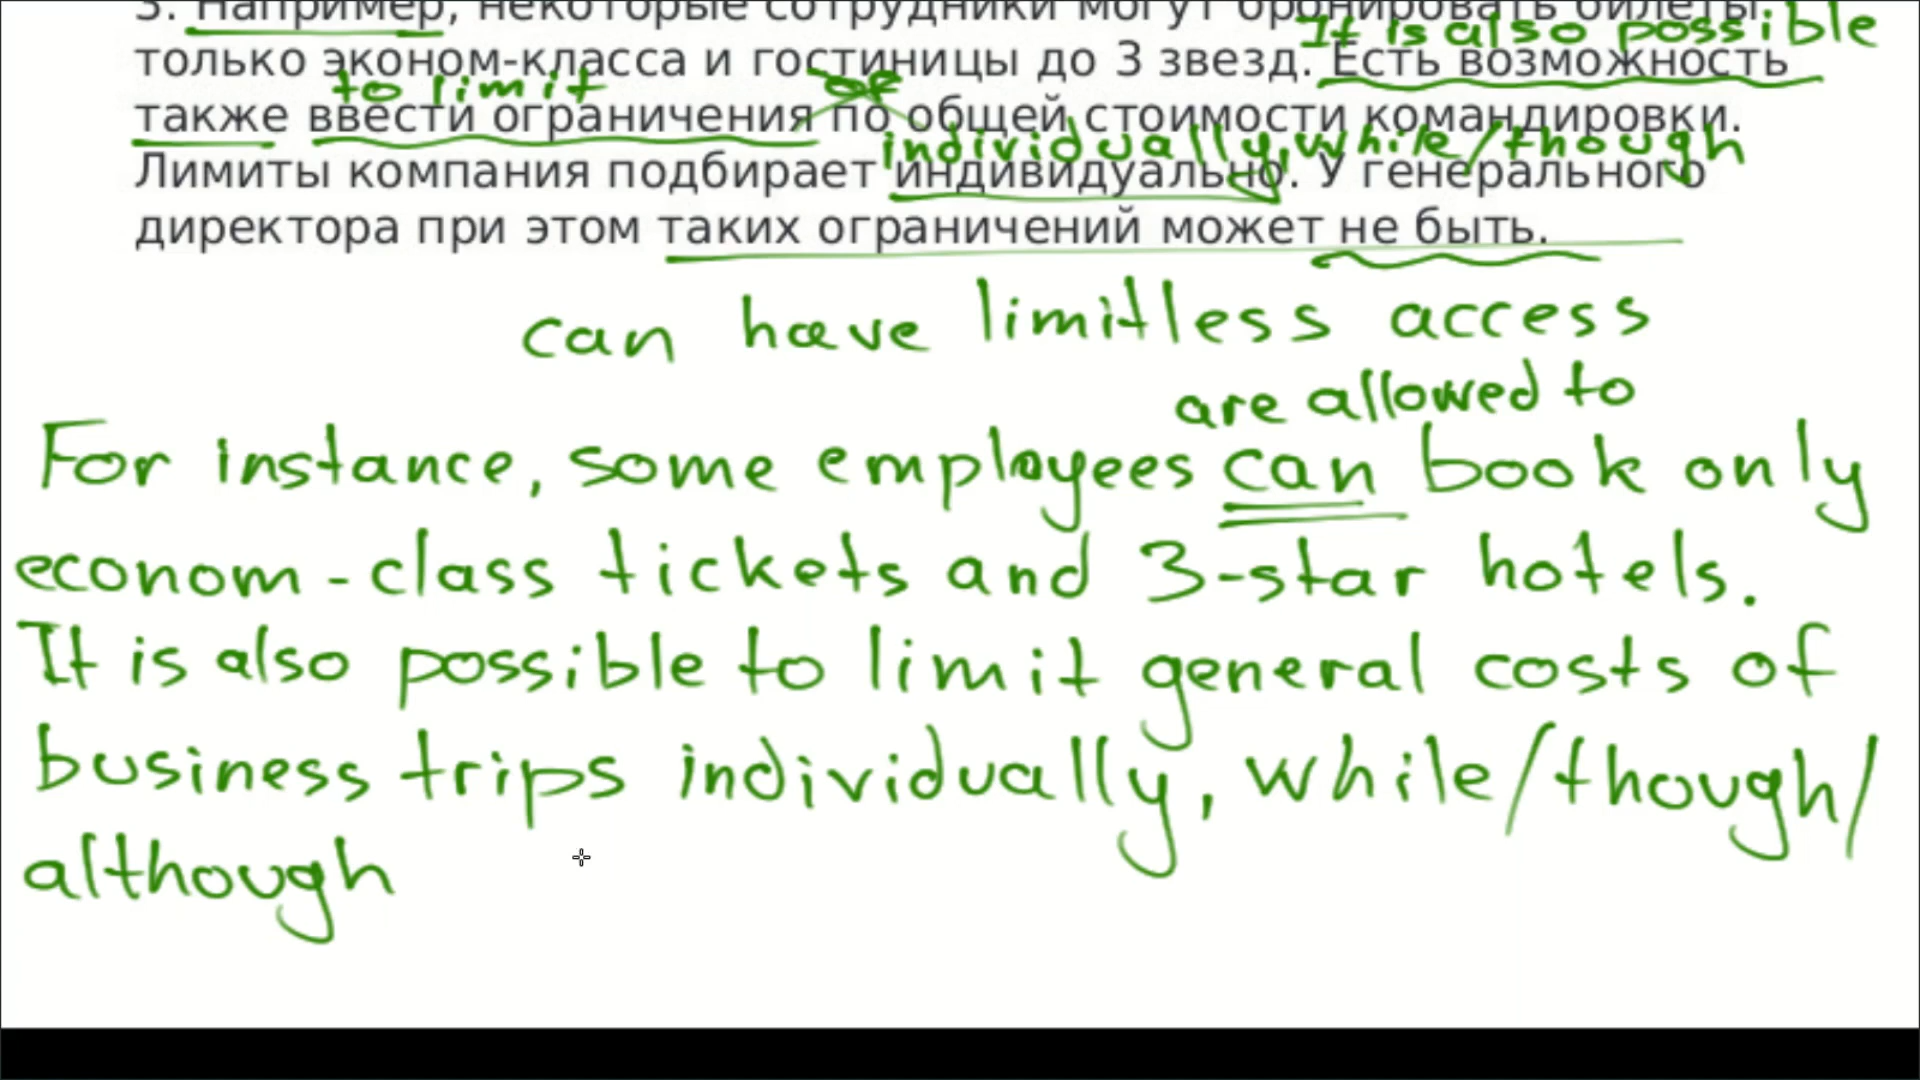 3. Например, некоторые сотрудники могут бронировать билеты
It is also possible
только эконом-класса и гостиницы до 3 звезд. Есть возможность
to limit of
также ввести ограничения по общей стоимости командировки.
individually, while/though
Лимиты компания подбирает индивидуально. У генерального
директора при этом таких ограничений может не быть.
can have limitless access
are allowed to
For instance, some employees can book only
econom-class tickets and 3-star hotels.
It is also possible to limit general costs of
business trips individually, while/though/
although